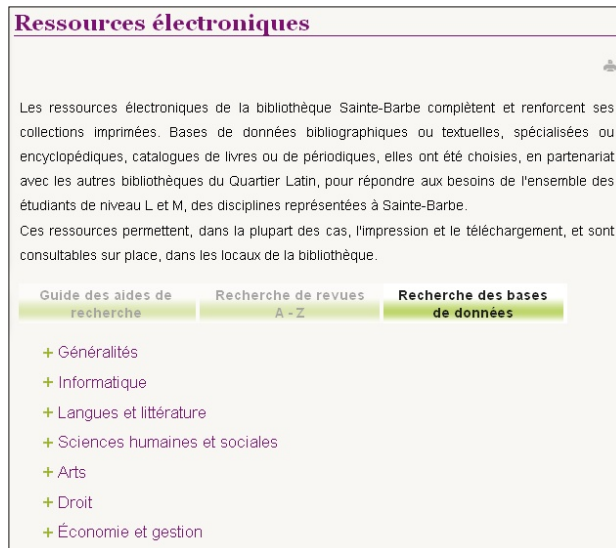 Ressources électroniques
Les ressources électroniques de la bibliothèque Sainte-Barbe complètent et renforcent ses
collections imprimées. Bases de données bibliographiques ou textuelles, spécialisées ou
encyclopédiques, catalogues de livres ou de périodiques, elles ont été choisies, en partenariat
avec les autres bibliothèques du Quartier Latin, pour répondre aux besoins de l'ensemble des
étudiants de niveau L et M, des disciplines représentées à Sainte-Barbe.
Ces ressources permettent, dans la plupart des cas, l'impression et le téléchargement, et sont
consultables sur place, dans les locaux de la bibliothèque.
Guide des aides de
recherche
Recherche de revues
A - Z
Recherche des bases
de données
+ Généralités
+ Informatique
+ Langues et littérature
+ Sciences humaines et sociales
+ Arts
+ Droit
+ Économie et gestion